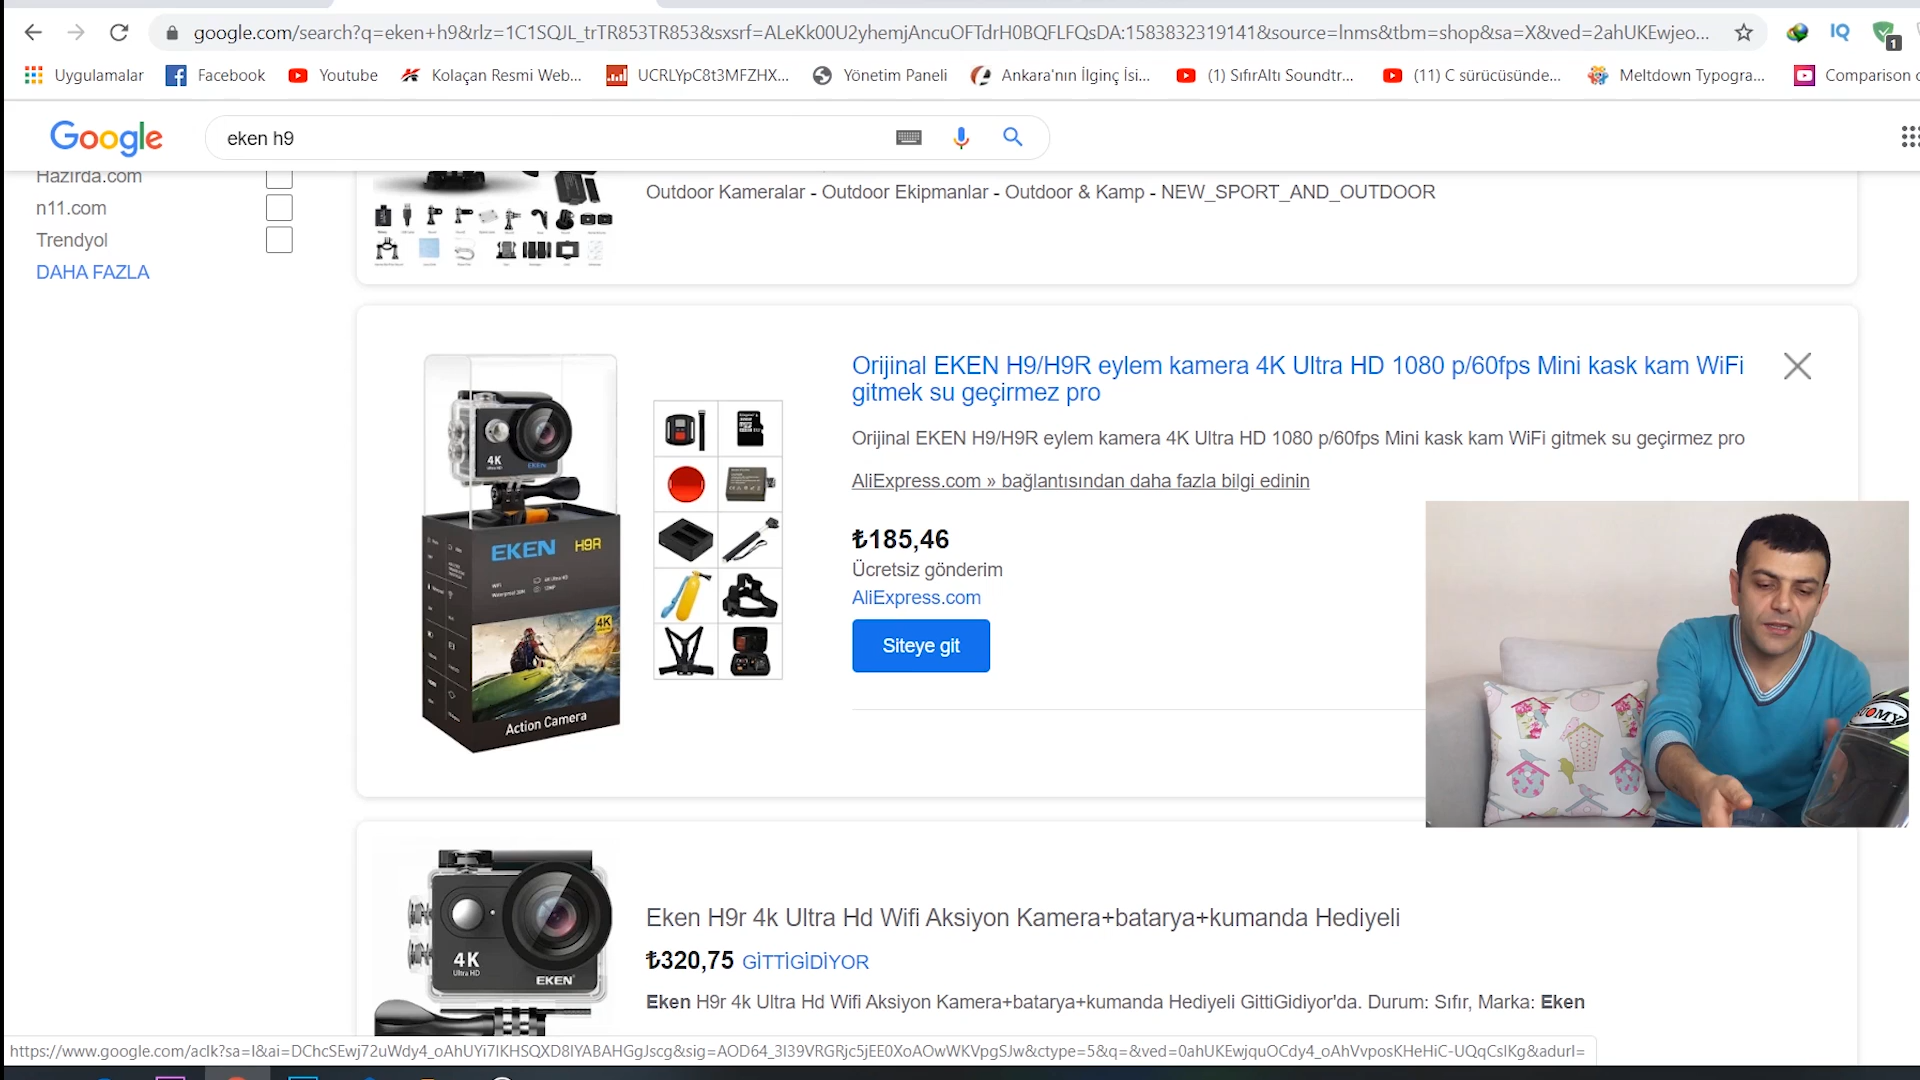 google.com/search?q=eken+h9&rlz=1C1SQJL_trTR853TR853&sxsrf=ALeKk00U2yhemjAncuOFTdrH0BQFLFQsDA:1583832319141&source=lnms&tbm=shop&sa=X&ved=2ahUKEwjeo...
IQ
1
Uygulamalar
Facebook
Youtube
Kolaçan Resmi Web...
UCRLYpC8t3MFZHX...
Yönetim Paneli
Ankara'nın İlginç İsi...
(1) SıfırAltı Soundtr...
(11) C sürücüsünde...
Meltdown Typogra...
Comparison
Google
eken h9
Hazırda.com
n11.com
Trendyol
DAHA FAZLA
Outdoor Kameralar - Outdoor Ekipmanlar - Outdoor & Kamp - NEW_SPORT_AND_OUTDOOR
Orijinal EKEN H9/H9R eylem kamera 4K Ultra HD 1080 p/60fps Mini kask kam WiFi
gitmek su geçirmez pro
Orijinal EKEN H9/H9R eylem kamera 4K Ultra HD 1080 p/60fps Mini kask kam WiFi gitmek su geçirmez pro
AliExpress.com » bağlantısından daha fazla bilgi edinin
₺185,46
Ücretsiz gönderim
AliExpress.com
Siteye git
4K
EKEN
EKEN H9R
4K
Action Camera
SUOMY
Eken H9r 4k Ultra Hd Wifi Aksiyon Kamera+batarya+kumanda Hediyeli
₺320,75 GİTTİGİDİYOR
Eken H9r 4k Ultra Hd Wifi Aksiyon Kamera+batarya+kumanda Hediyeli GittiGidiyor'da. Durum: Sıfır, Marka: Eken
4K
Ultra HD
EKEN
https://www.google.com/aclk?sa=l&ai=DChcSEwj72uWdy4_oAhUYi7IKHSQXD8IYABAHGgJscg&sig=AOD64_3I39VRGRjc5jEE0XoAOwWKVpgSJw&ctype=5&q=&ved=0ahUKEwjquOCdy4_oAhVvposKHeHiC-UQqCsIKg&adurl=